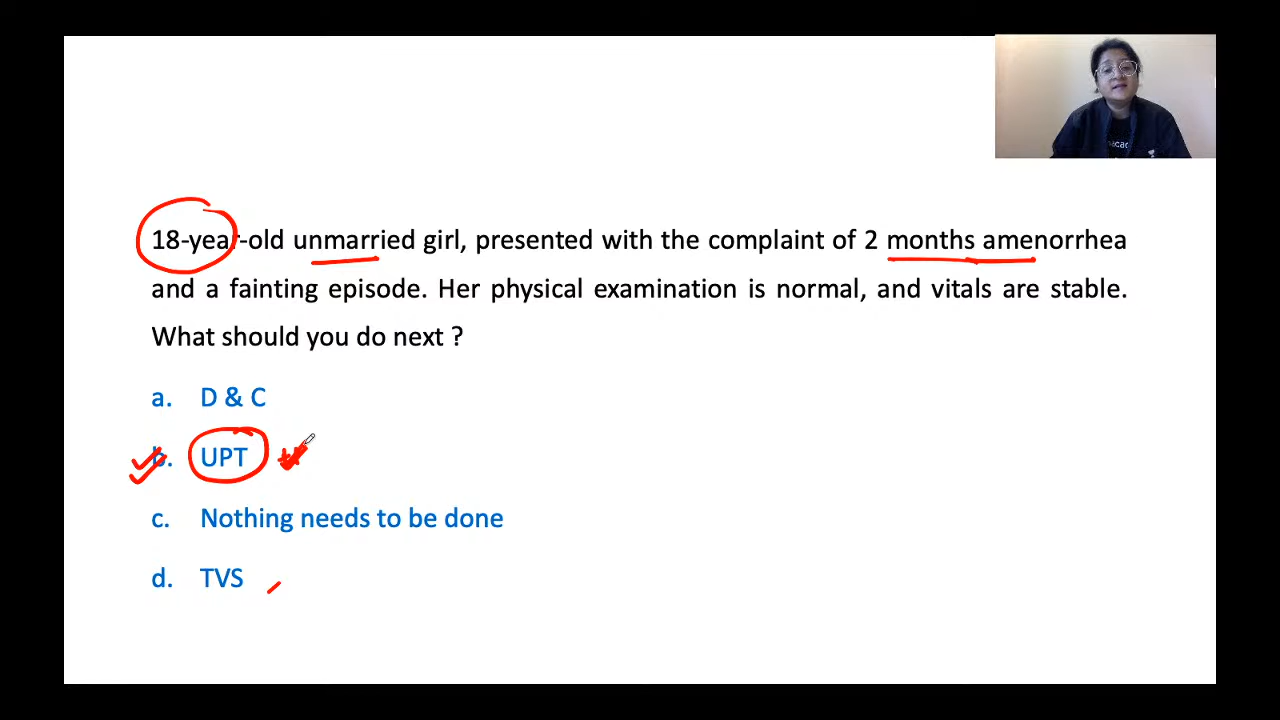 18-year-old unmarried girl, presented with the complaint of 2 months amenorrhea
and a fainting episode. Her physical examination is normal, and vitals are stable.
What should you do next ?
a. D & C
b. UPT
c. Nothing needs to be done
d. TVS